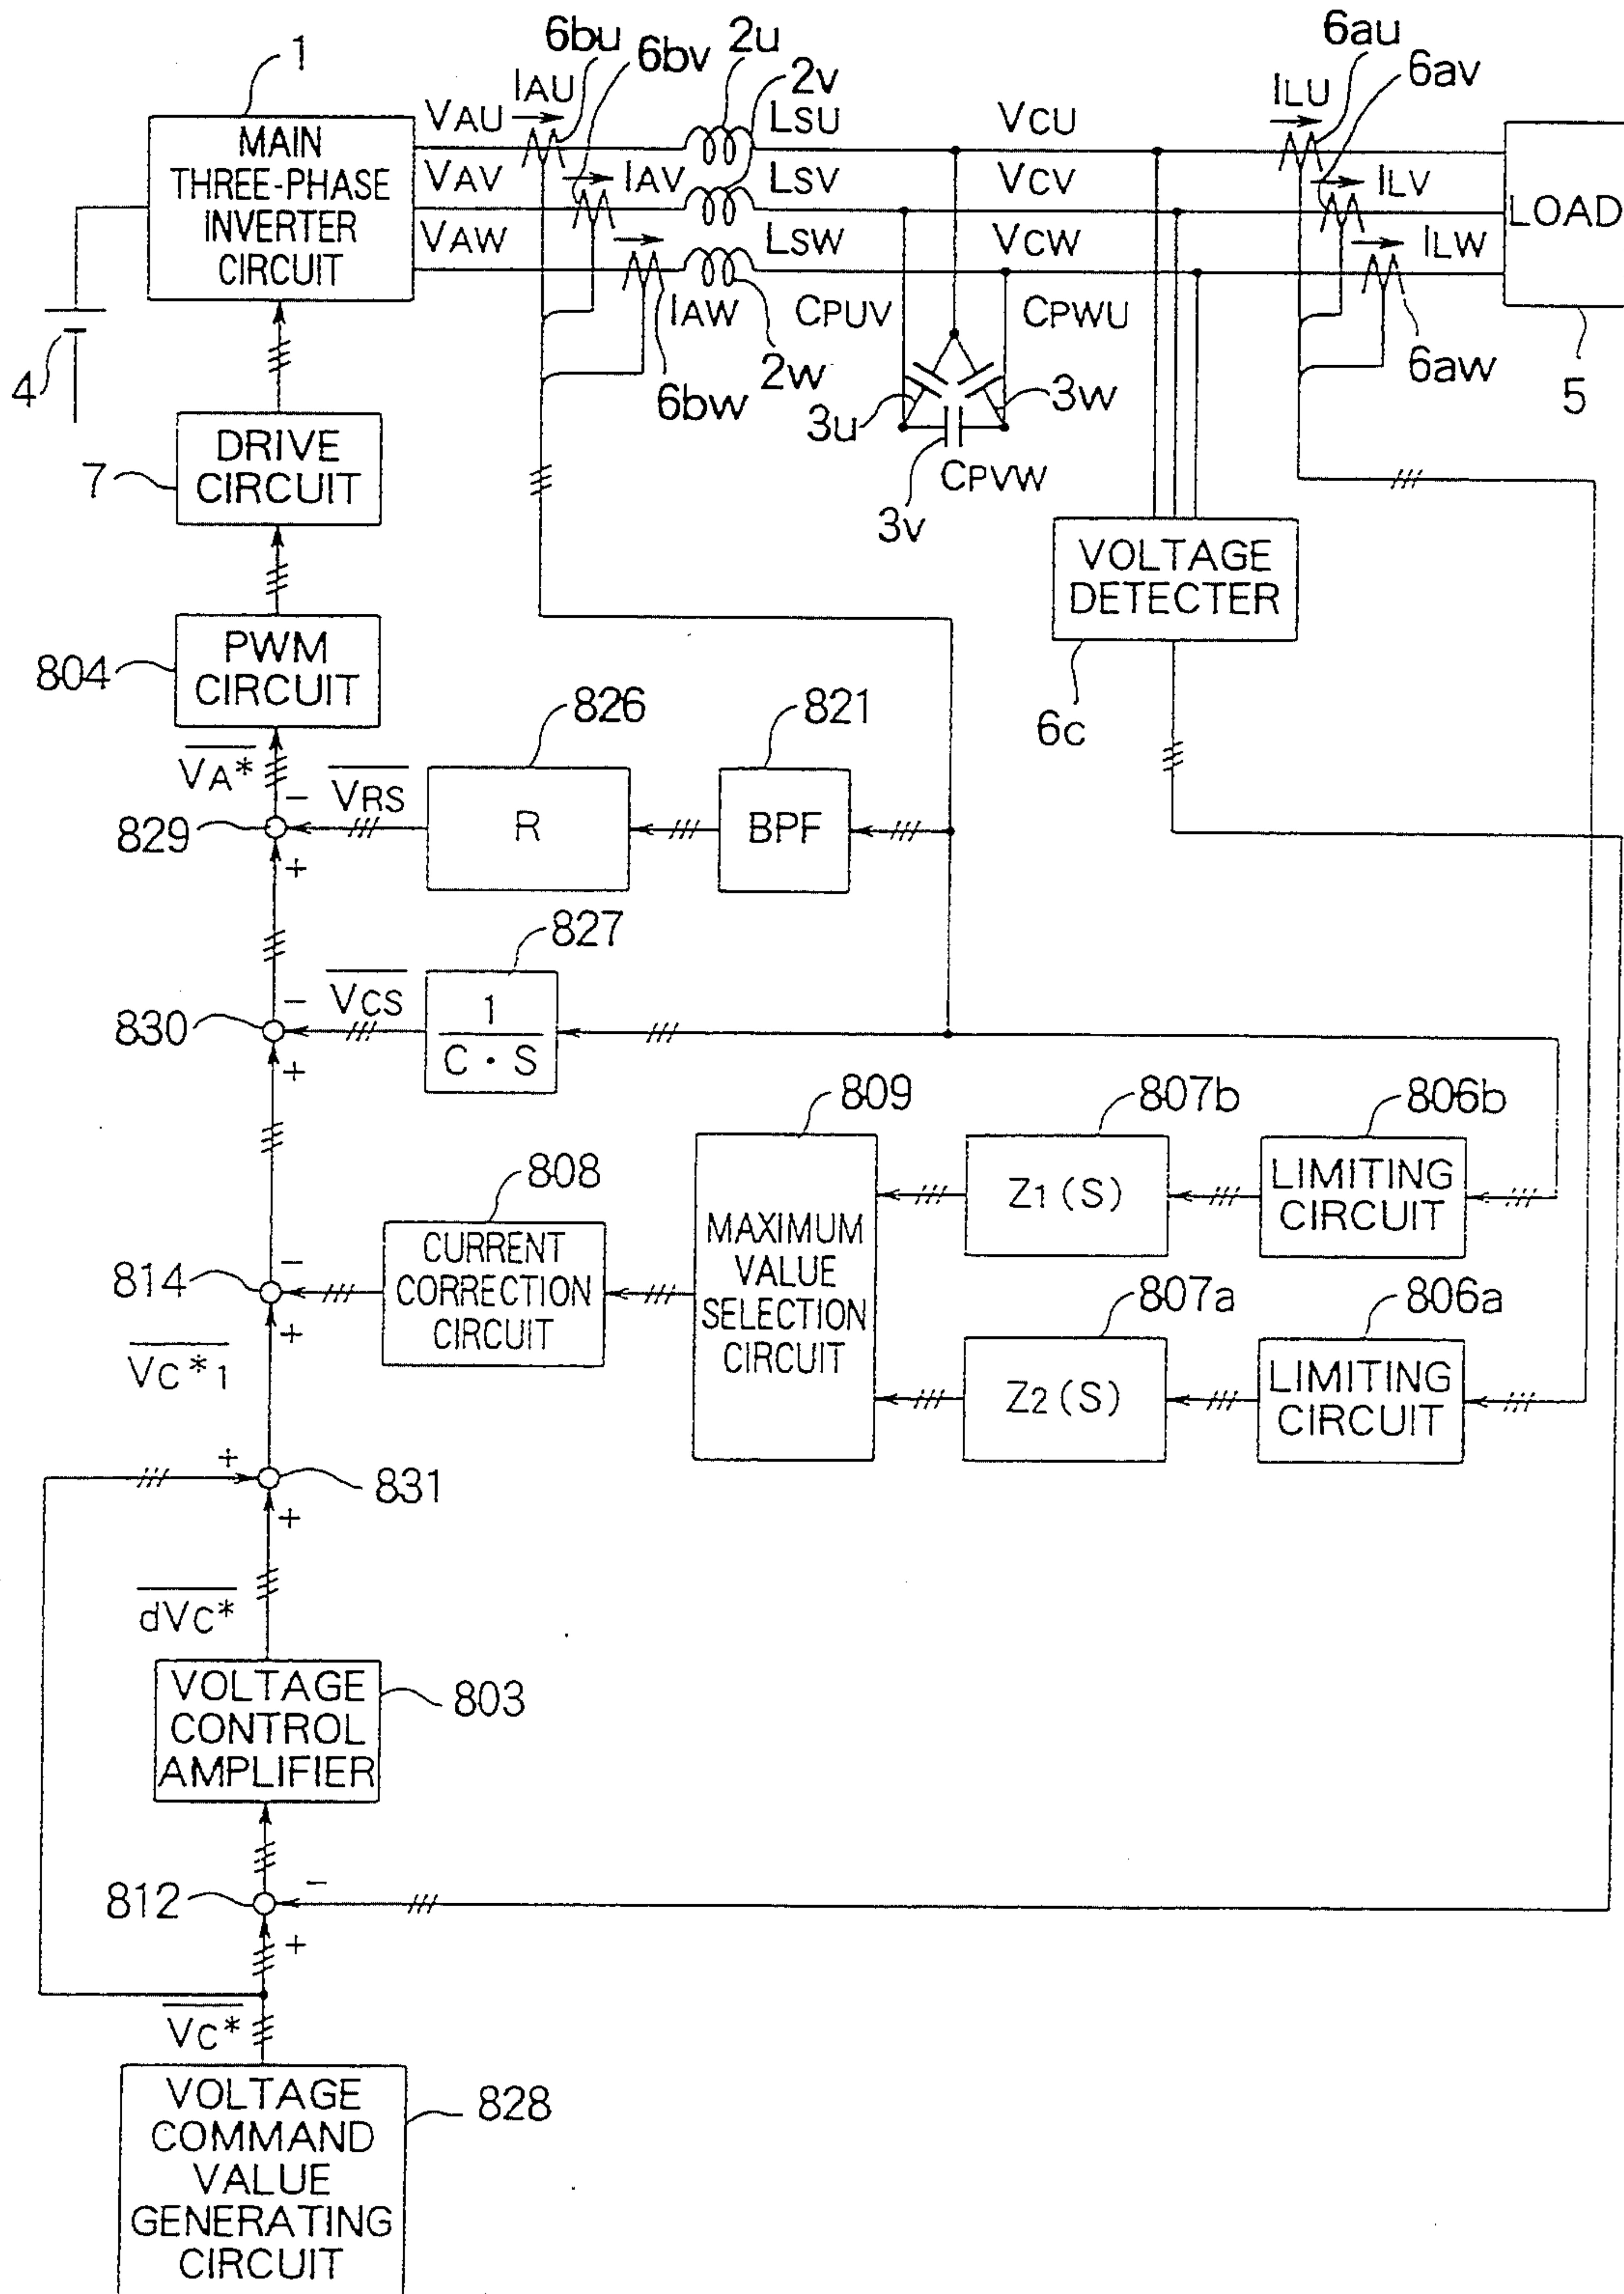 1
6bu
6bv
2u
2v
6au
6av
VAU
IAU
LSU
VCU
ILU
MAIN
THREE-PHASE
INVERTER
CIRCUIT
VAV
IAV
LSV
VCV
ILV
LOAD
VAW
LSW
VCW
ILW
IAW
CPUV
CPWU
4
6bw
2w
3u
3w
6aw
5
CPVW
3v
7
DRIVE
CIRCUIT
VOLTAGE
DETECTER
6c
804
PWM
CIRCUIT
826
821
VA*
−
VRS
R
BPF
829
+
827
−
VCS
1
C・S
830
+
809
807b
806b
808
MAXIMUM
VALUE
SELECTION
CIRCUIT
Z1(S)
LIMITING
CIRCUIT
−
CURRENT
CORRECTION
CIRCUIT
814
+
807a
806a
VC*1
Z2(S)
LIMITING
CIRCUIT
+
831
+
dVC*
VOLTAGE
CONTROL
AMPLIFIER
803
812
−
+
VC*
VOLTAGE
COMMAND
VALUE
GENERATING
CIRCUIT
828